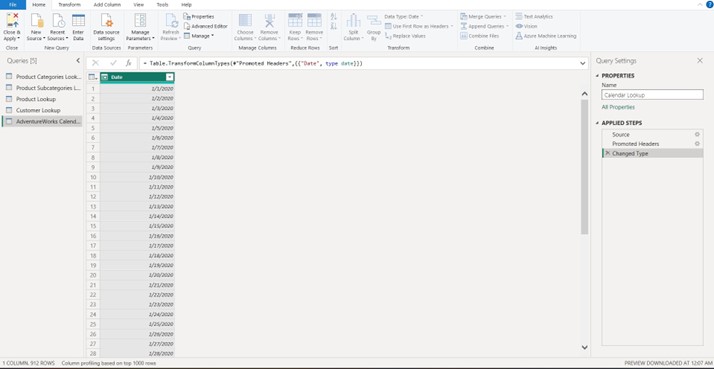 File Home Transform Add Column View Tools Help
Close & Apply New Source Recent Sources Enter Data Data source settings Manage Parameters Refresh Preview Properties Advanced Editor Manage Choose Columns Remove Columns Keep Rows Remove Rows Split Column Group By Data Type: Date Use First Row as Headers Replace Values Merge Queries Append Queries Combine Files Text Analytics Vision Azure Machine Learning
Close New Query Data Sources Parameters Query Manage Columns Reduce Rows Sort Transform Combine AI Insights
Queries [5]
= Table.TransformColumnTypes(#"Promoted Headers",{{"Date", type date}})
Product Categories Look...
Product Subcategories L...
Product Lookup
Customer Lookup
AdventureWorks Calend...
Date
1 1/1/2020
2 1/2/2020
3 1/3/2020
4 1/4/2020
5 1/5/2020
6 1/6/2020
7 1/7/2020
8 1/8/2020
9 1/9/2020
10 1/10/2020
11 1/11/2020
12 1/12/2020
13 1/13/2020
14 1/14/2020
15 1/15/2020
16 1/16/2020
17 1/17/2020
18 1/18/2020
19 1/19/2020
20 1/20/2020
21 1/21/2020
22 1/22/2020
23 1/23/2020
24 1/24/2020
25 1/25/2020
26 1/26/2020
27 1/27/2020
28 1/28/2020
Query Settings
PROPERTIES
Name
Calendar Lookup
All Properties
APPLIED STEPS
Source
Promoted Headers
Changed Type
1 COLUMN, 912 ROWS Column profiling based on top 1000 rows PREVIEW DOWNLOADED AT 12:07 AM